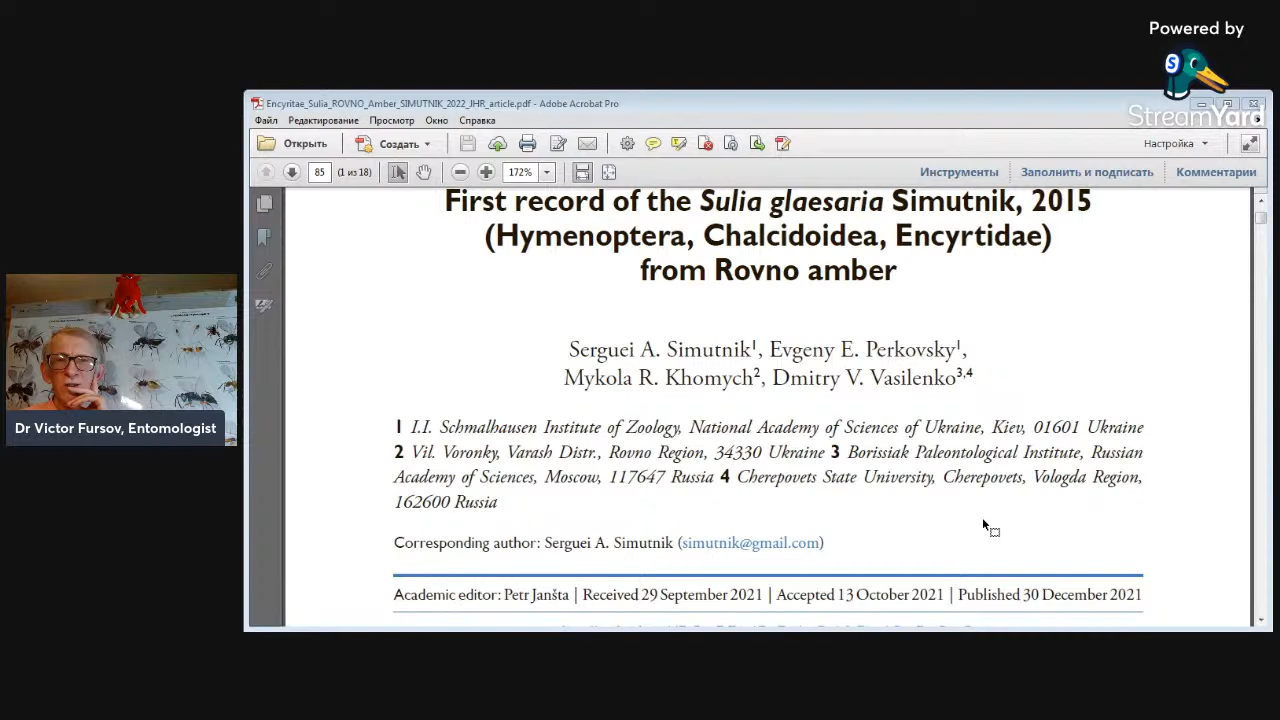 Powered by
S
StreamYard
Encyritae_Sulia_ROVNO_Amber_SIMUTNIK_2022_JHR_article.pdf - Adobe Acrobat Pro
Файл Редактирование Просмотр Окно Справка
Открыть Создать Настройка
85 (1 из 18) 172% Инструменты Заполнить и подписать Комментарии
First record of the Sulia glaesaria Simutnik, 2015
(Hymenoptera, Chalcidoidea, Encyrtidae)
from Rovno amber
Serguei A. Simutnik¹, Evgeny E. Perkovsky¹,
Mykola R. Khomych², Dmitry V. Vasilenko³,⁴
1 I.I. Schmalhausen Institute of Zoology, National Academy of Sciences of Ukraine, Kiev, 01601 Ukraine
2 Vil. Voronky, Varash Distr., Rovno Region, 34330 Ukraine 3 Borissiak Paleontological Institute, Russian
Academy of Sciences, Moscow, 117647 Russia 4 Cherepovets State University, Cherepovets, Vologda Region,
162600 Russia
Corresponding author: Serguei A. Simutnik (simutnik@gmail.com)
Academic editor: Petr Janšta | Received 29 September 2021 | Accepted 13 October 2021 | Published 30 December 2021
Dr Victor Fursov, Entomologist